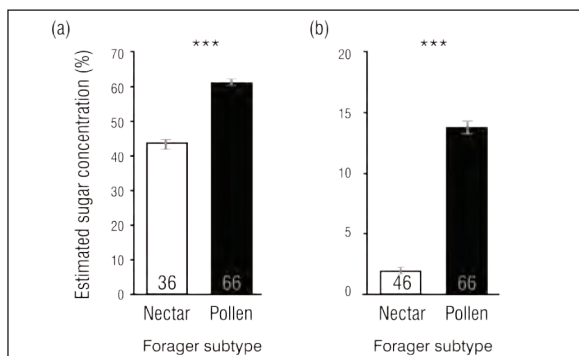 (a)
***
Estimated sugar concentration (%)
70
60
50
40
30
20
10
0
36
66
Nectar Pollen
Forager subtype
(b)
***
20
15
10
5
0
46
66
Nectar Pollen
Forager subtype